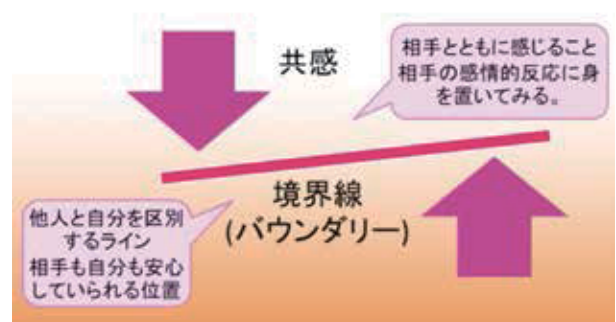 共感
相手とともに感じること
相手の感情的反応に身
を置いてみる。
境界線
(バウンダリー)
他人と自分を区別
するライン
相手も自分も安心
していられる位置